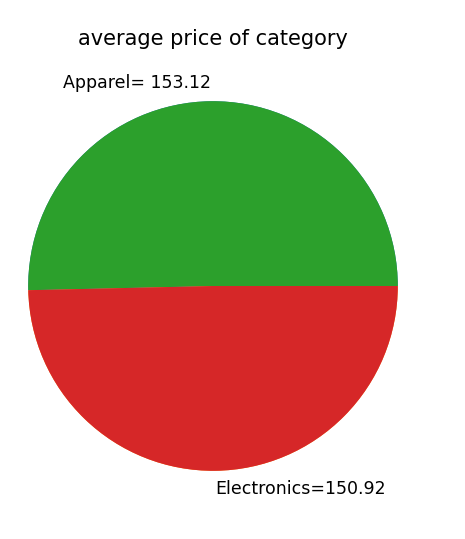 average price of category
Apparel= 153.12
Electronics=150.92